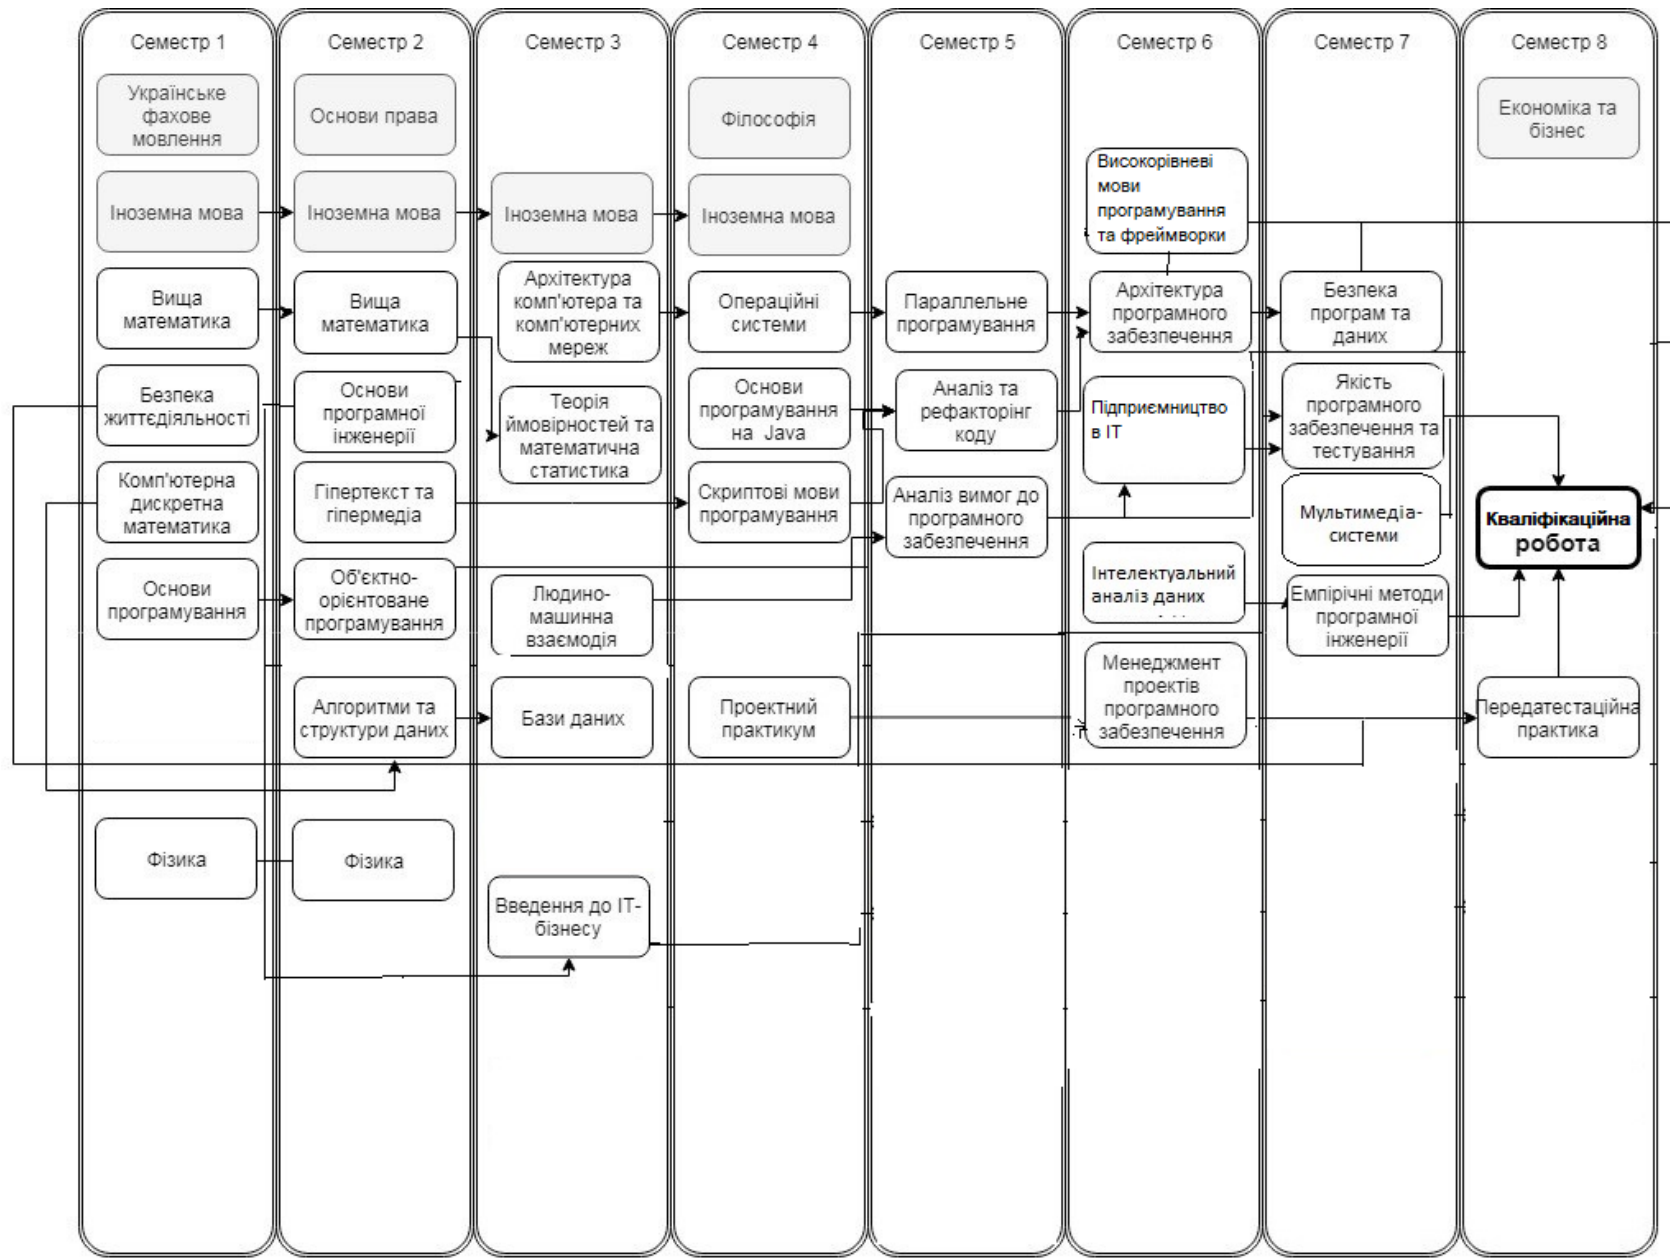 Семестр 1
Українське
фахове
мовлення
Іноземна мова
Вища
математика
Безпека
життєдіяльності
Комп'ютерна
дискретна
математика
Основи
програмування
Фізика
Семестр 2
Основи права
Іноземна мова
Вища
математика
Основи
програмної
інженерії
Гіпертекст та
гіпермедіа
Об'єктно-
орієнтоване
програмування
Алгоритми та
структури даних
Фізика
Семестр 3
Іноземна мова
Архітектура
комп'ютера та
комп'ютерних
мереж
Теорія
ймовірностей та
математична
статистика
Людино-
машинна
взаємодія
Бази даних
Введення до ІТ-
бізнесу
Семестр 4
Філософія
Іноземна мова
Операційні
системи
Основи
програмування
на Java
Скриптові мови
програмування
Проектний
практикум
Семестр 5
Параллельне
програмування
Аналіз та
рефакторінг
коду
Аналіз вимог до
програмного
забезпечення
Семестр 6
Високорівневі
мови
програмування
та фреймворки
Архітектура
програмного
забезпечення
Підприємництво
в ІТ
Інтелектуальний
аналіз даних
Менеджмент
проектів
програмного
забезпечення
Семестр 7
Безпека
програм та
даних
Якість
програмного
забезпечення та
тестування
Мультимедіа-
системи
Емпірічні методи
програмної
інженерії
Семестр 8
Економіка та
бізнес
Кваліфікаційна
робота
Передатестаційна
практика